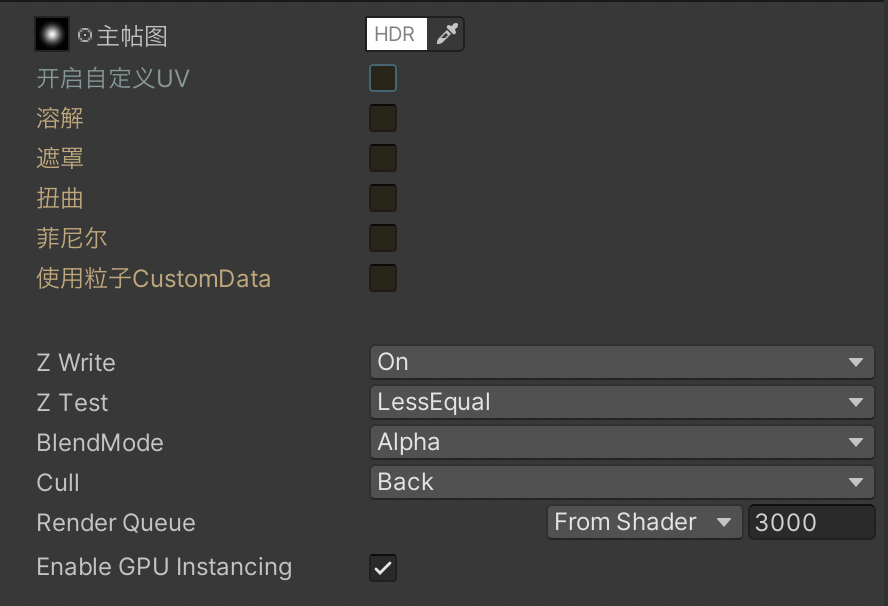 主帖图 HDR
开启自定义UV
溶解
遮罩
扭曲
菲尼尔
使用粒子CustomData
Z Write On
Z Test LessEqual
BlendMode Alpha
Cull Back
Render Queue From Shader 3000
Enable GPU Instancing